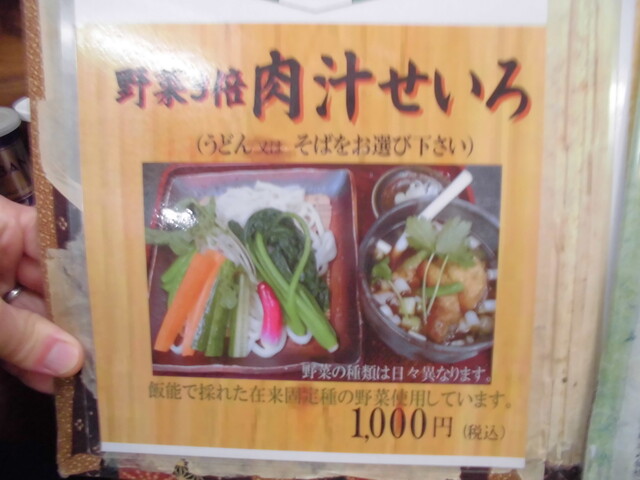 野菜3倍 肉汁せいろ
(うどん又は そばをお選び下さい)
野菜の種類は日々異なります。
飯能で採れた在来固定種の野菜使用しています。
1,000円(税込)